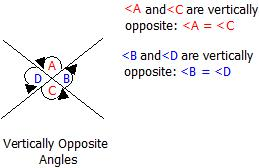 <A and<C are vertically
opposite: <A = <C
<B and<D are vertically
opposite: <B = <D
A
D B
C
Vertically Opposite
Angles